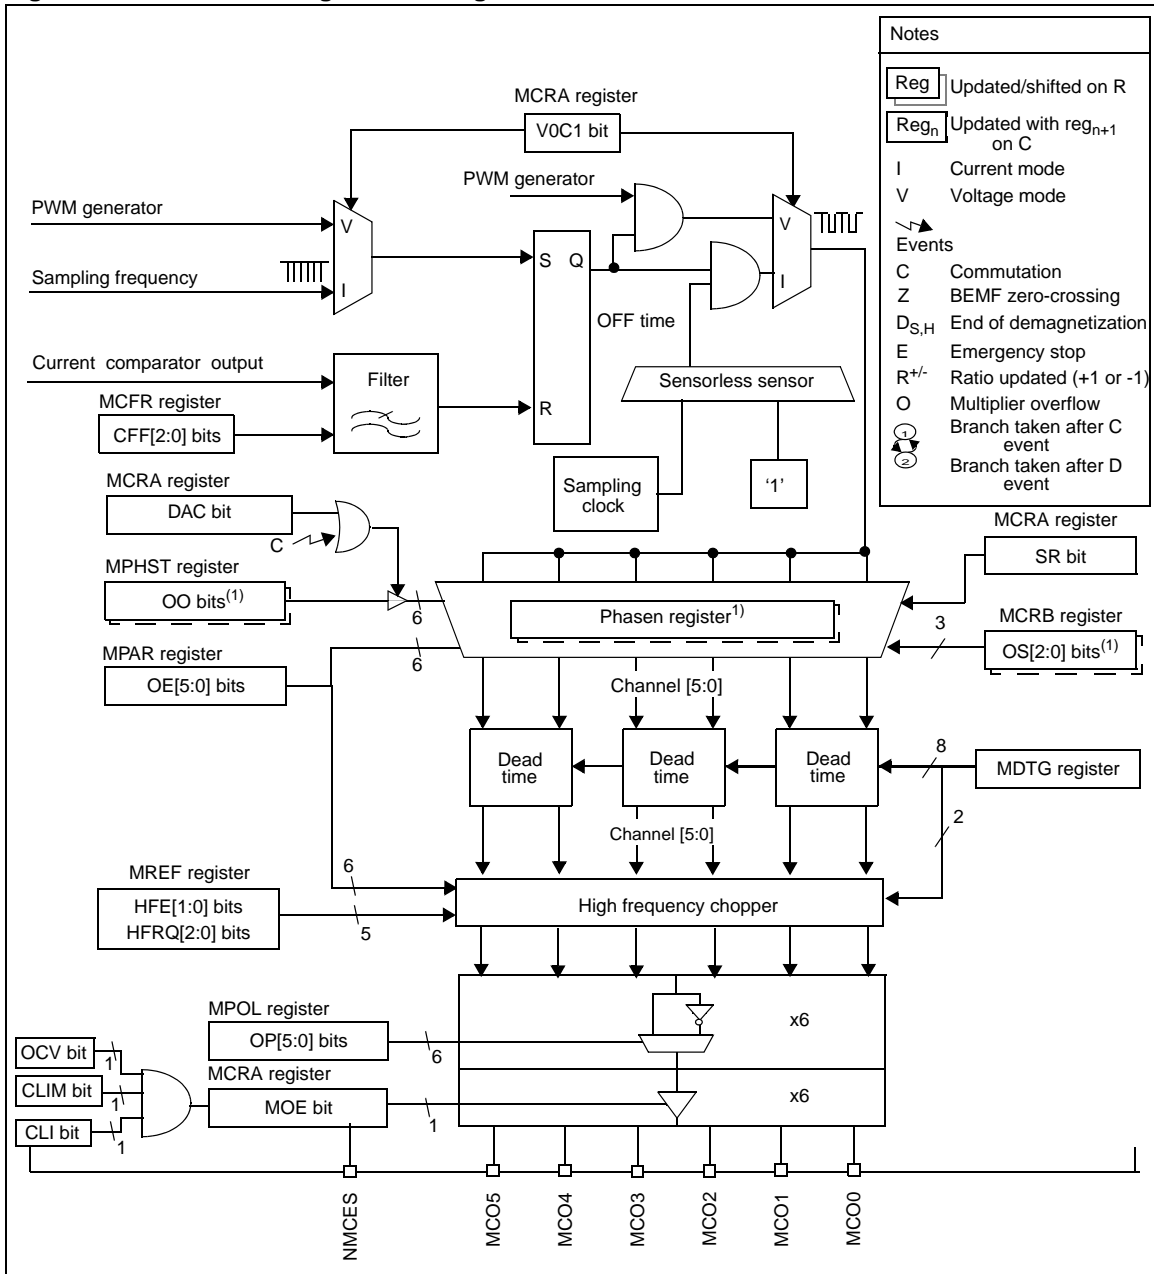 Notes
Reg Updated/shifted on R
Regn Updated with regn+1
on C
I Current mode
V Voltage mode
Events
C Commutation
Z BEMF zero-crossing
DS,H End of demagnetization
E Emergency stop
R+/- Ratio updated (+1 or -1)
O Multiplier overflow
1 Branch taken after C
event
2 Branch taken after D
event
MCRA register
V0C1 bit
PWM generator
PWM generator
V
V
Sampling frequency
I
I
S Q
OFF time
Current comparator output
Filter
R
Sensorless sensor
MCFR register
CFF[2:0] bits
Sampling
clock
‘1’
MCRA register
DAC bit
C
MCRA register
SR bit
MPHST register
OO bits(1)
6
Phasen register1)
3
MCRB register
OS[2:0] bits(1)
MPAR register
OE[5:0] bits
6
Channel [5:0]
Dead
time
Dead
time
Dead
time
8
MDTG register
2
Channel [5:0]
MREF register
HFE[1:0] bits
HFRQ[2:0] bits
6
5
High frequency chopper
MPOL register
OP[5:0] bits
6
x6
OCV bit
1
CLIM bit
1
CLI bit
1
MCRA register
MOE bit
1
x6
NMCES
MCO5
MCO4
MCO3
MCO2
MCO1
MCO0